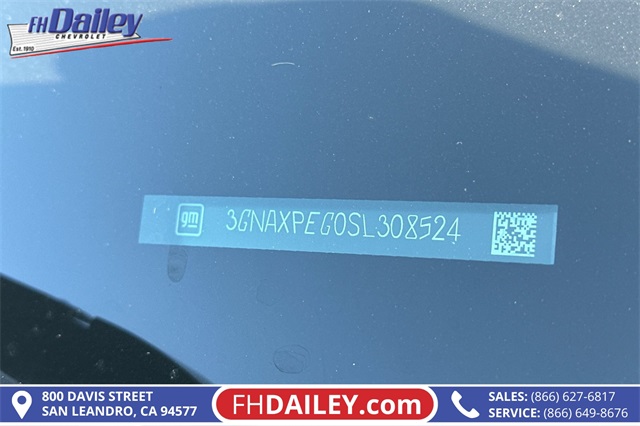 FHDailey
CHEVROLET
Est. 1910
gm 3GNAXPEG0SL308524
800 DAVIS STREET
SAN LEANDRO, CA 94577
FHDAILEY.com
SALES: (866) 627-6817
SERVICE: (866) 649-8676